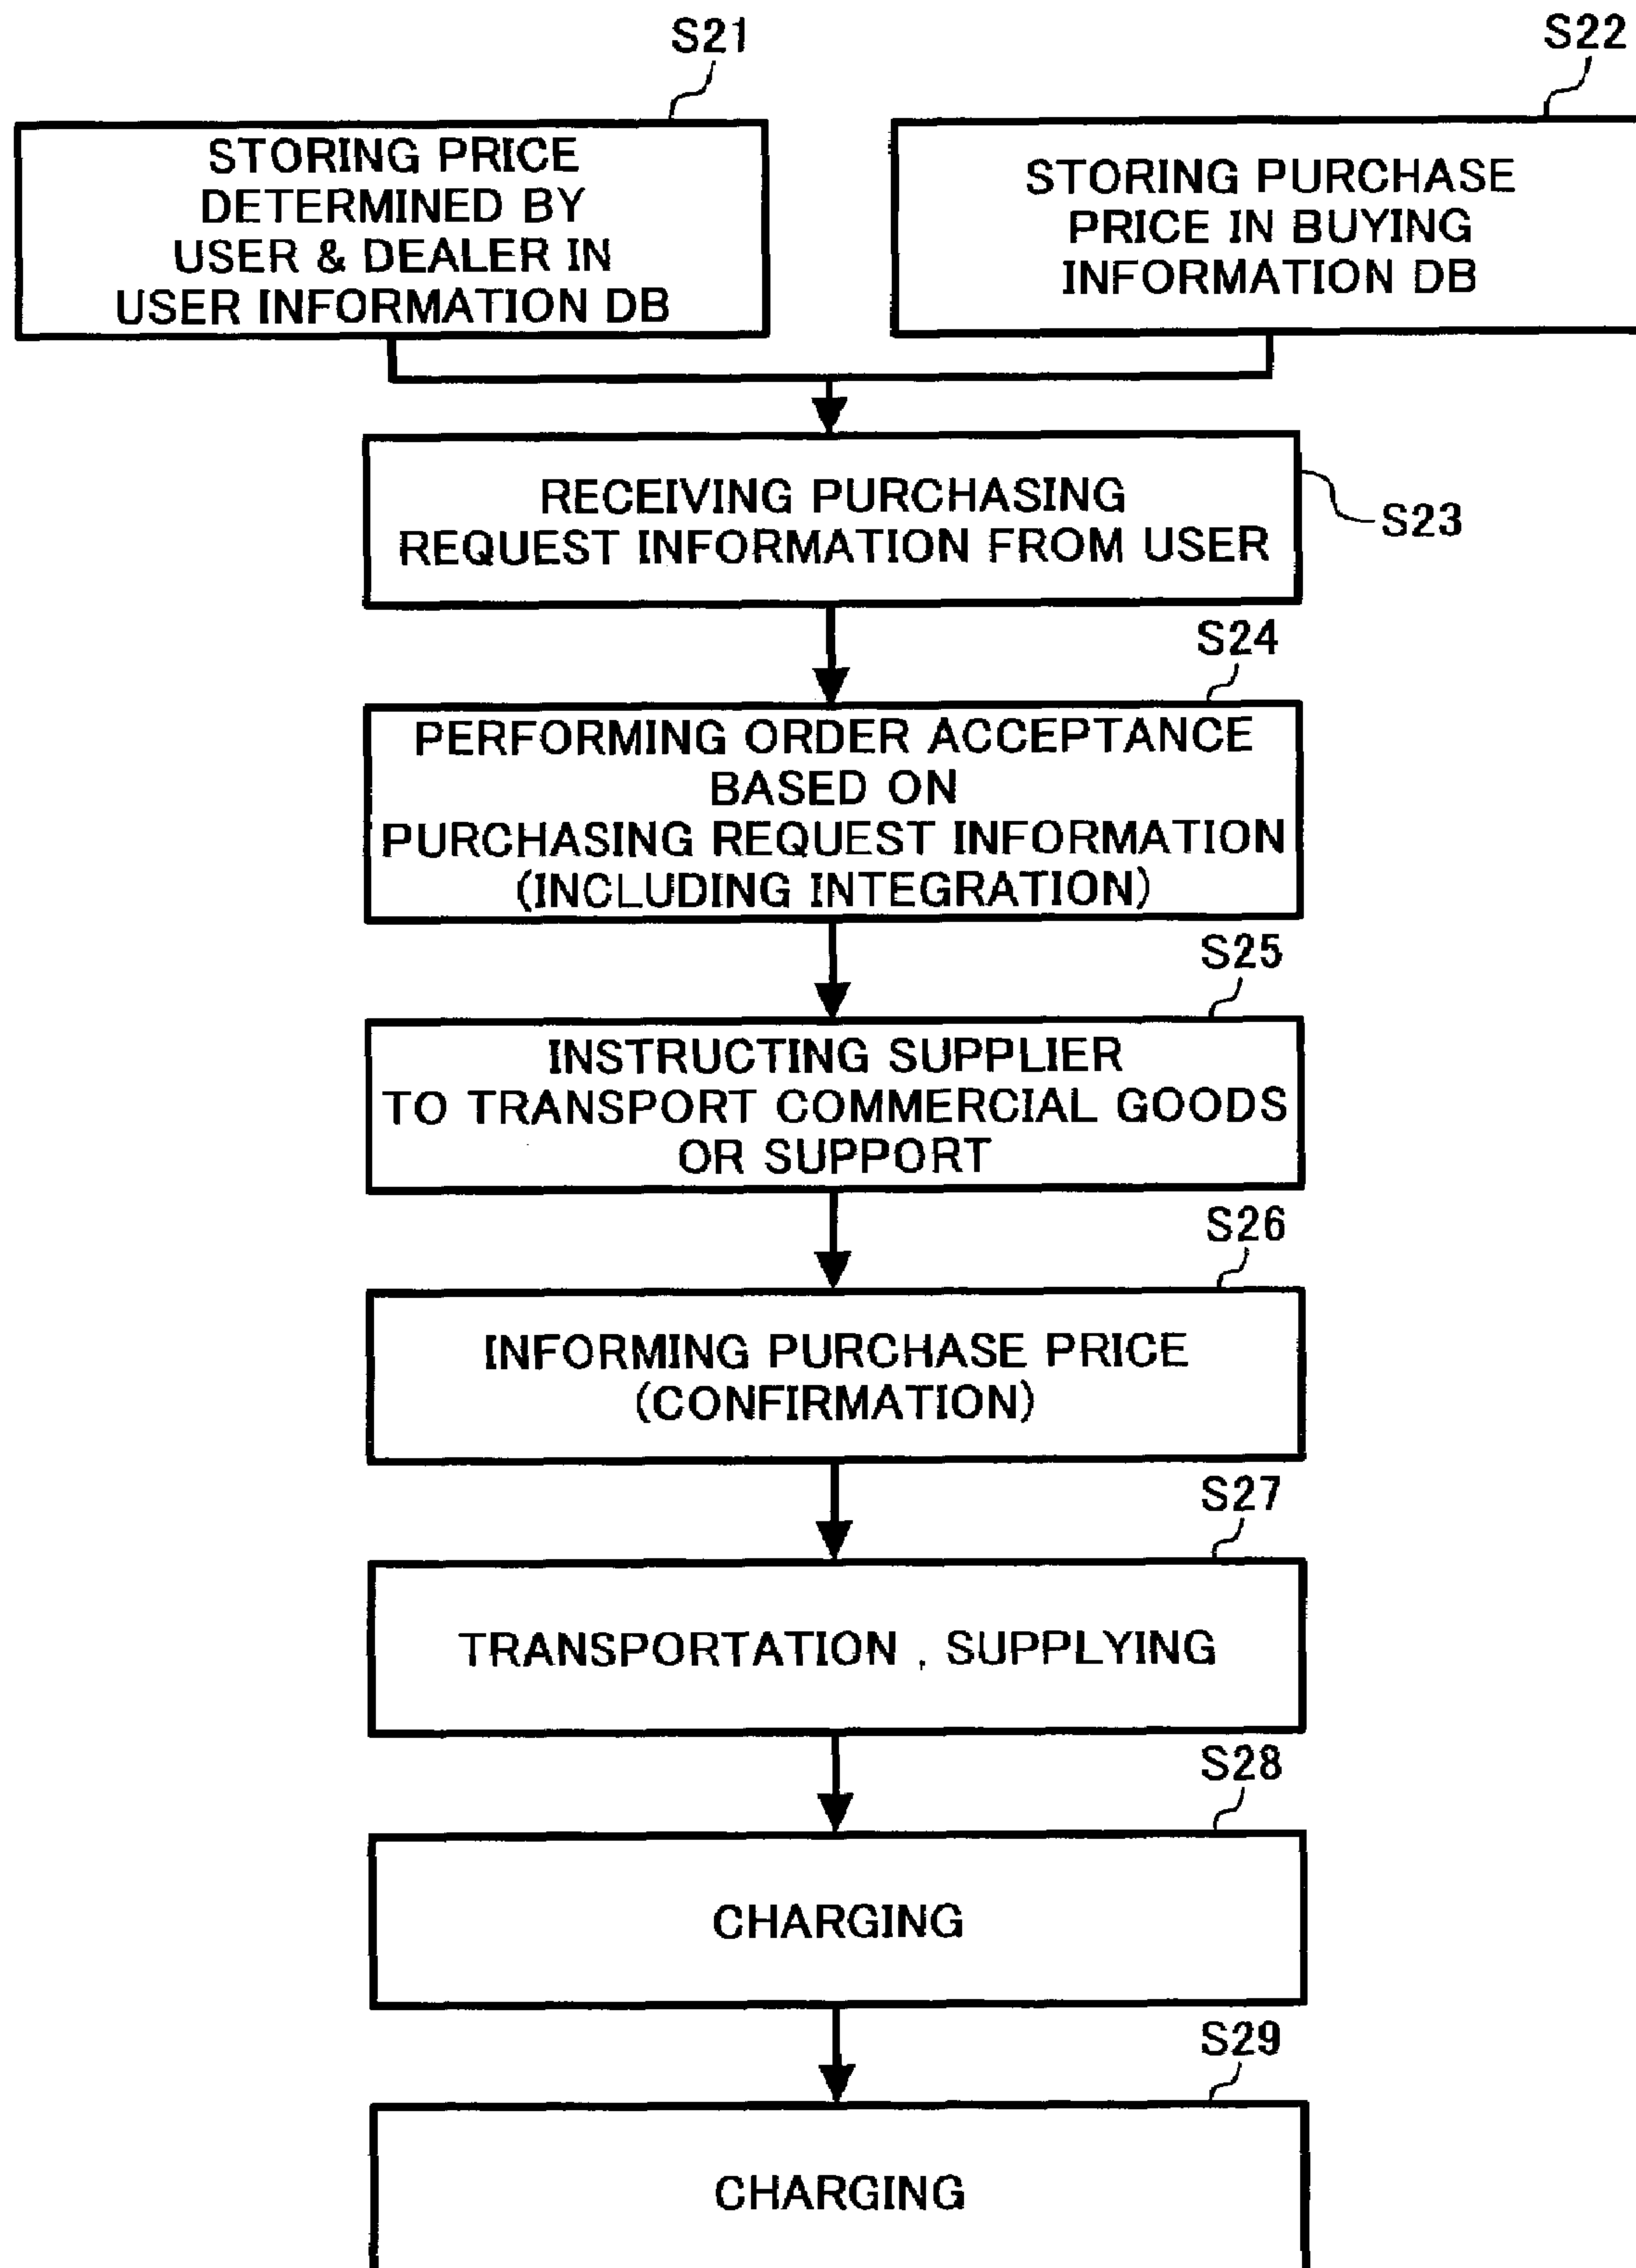 S21
STORING PRICE
DETERMINED BY
USER & DEALER IN
USER INFORMATION DB
S22
STORING PURCHASE
PRICE IN BUYING
INFORMATION DB
RECEIVING PURCHASING
REQUEST INFORMATION FROM USER
S23
S24
PERFORMING ORDER ACCEPTANCE
BASED ON
PURCHASING REQUEST INFORMATION
(INCLUDING INTEGRATION)
S25
INSTRUCTING SUPPLIER
TO TRANSPORT COMMERCIAL GOODS
OR SUPPORT
S26
INFORMING PURCHASE PRICE
(CONFIRMATION)
S27
TRANSPORTATION , SUPPLYING
S28
CHARGING
S29
CHARGING